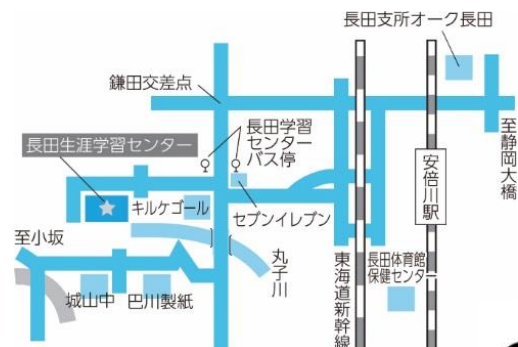 長田支所オーク長田
鎌田交差点
長田学習
センター
バス停
長田生涯学習センター
至静岡大橋
安倍川駅
キルケゴール
セブンイレブン
至小坂
丸子川
東海道新幹線
長田体育館
保健センター
城山中
巴川製紙